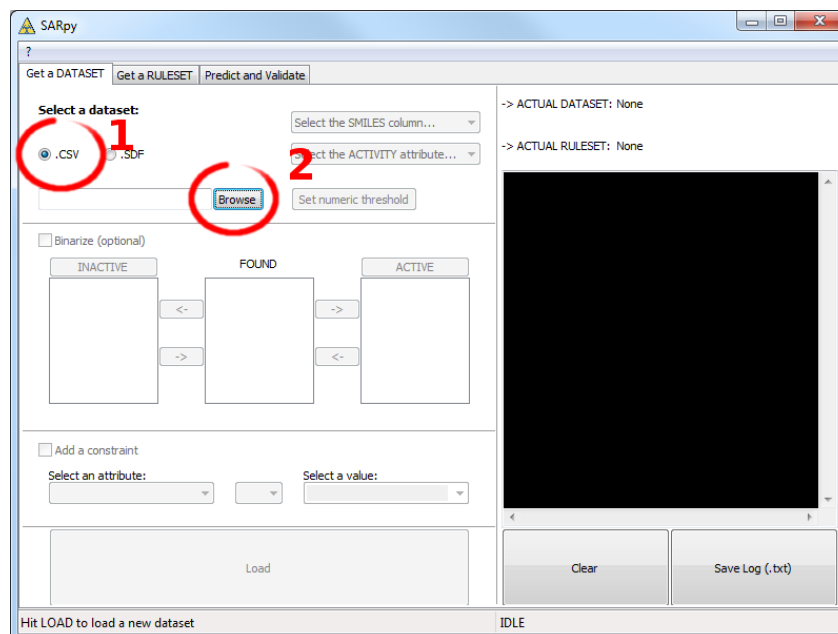 SARpy
?
Get a DATASET Get a RULESET Predict and Validate
Select a dataset:
Select the SMILES column...
1
.CSV .SDF
Select the ACTIVITY attribute...
2
Browse Set numeric threshold
Binarize (optional)
INACTIVE FOUND ACTIVE
<- ->
-> <-
Add a constraint
Select an attribute: Select a value:
Load
Hit LOAD to load a new dataset
-> ACTUAL DATASET: None
-> ACTUAL RULESET: None
Clear Save Log (.txt)
IDLE